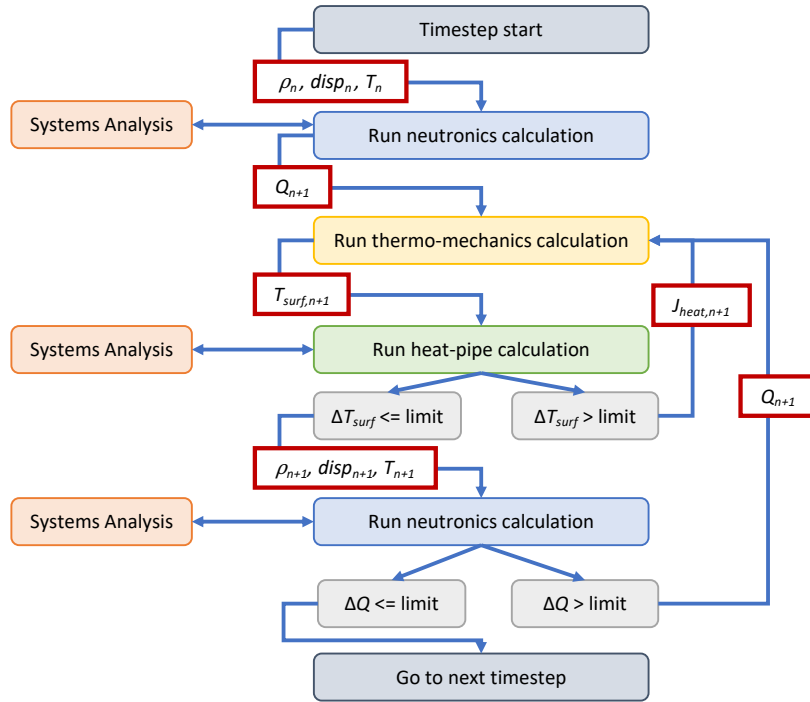 Timestep start
ρn, dispn, Tn
Systems Analysis
Run neutronics calculation
Qn+1
Run thermo-mechanics calculation
Tsurf,n+1
Jheat,n+1
Systems Analysis
Run heat-pipe calculation
Qn+1
ΔTsurf <= limit
ΔTsurf > limit
ρn+1, dispn+1, Tn+1
Systems Analysis
Run neutronics calculation
ΔQ <= limit
ΔQ > limit
Go to next timestep